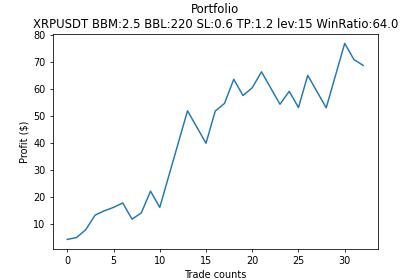 Portfolio
XRPUSDT BBM:2.5 BBL:220 SL:0.6 TP:1.2 lev:15 WinRatio:64.0
80
70
60
50
40
30
20
10
Profit ($)
0 5 10 15 20 25 30
Trade counts